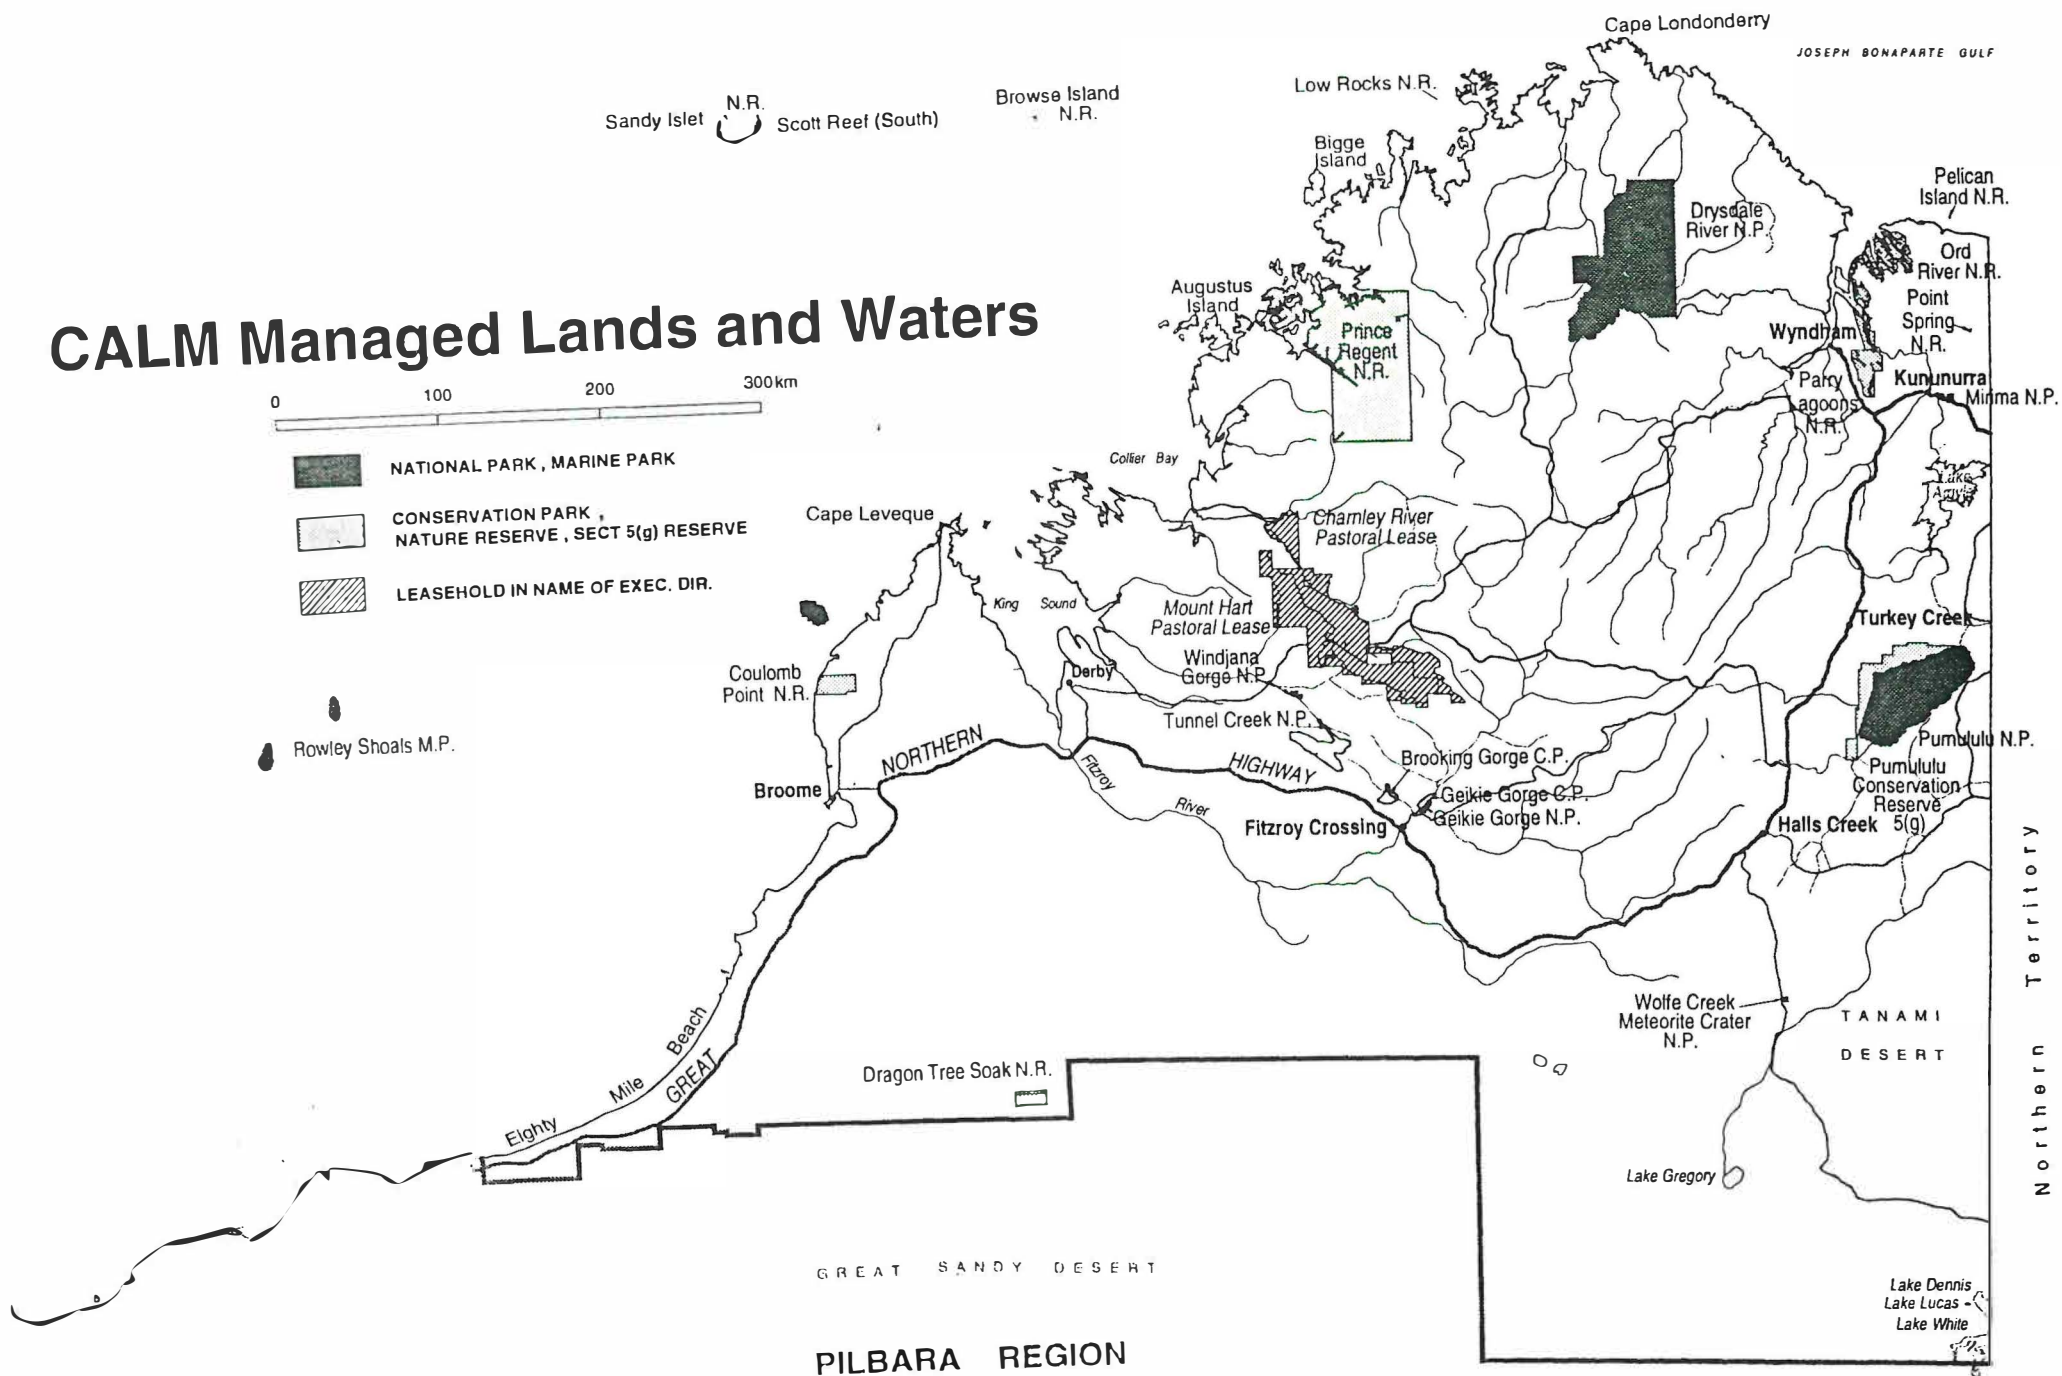 Cape Londonderry
JOSEPH BONAPARTE GULF
Low Rocks N.R.
Browse Island
N.R.
N.R.
Sandy Islet
Scott Reef (South)
Bigge
Island
Pelican
Island N.R.
Drysdale
River N.P.
Ord
River N.R.
Augustus
Island
Point
Spring
N.R.
CALM Managed Lands and Waters
Prince
Regent
N.R.
Wyndham
0 100 200 300km
Parry
Lagoons
N.R.
Kununurra
Mirima N.P.
NATIONAL PARK, MARINE PARK
Collier Bay
Lake
Argyle
CONSERVATION PARK,
NATURE RESERVE, SECT 5(g) RESERVE
Cape Leveque
Charnley River
Pastoral Lease
LEASEHOLD IN NAME OF EXEC. DIR.
King Sound
Mount Hart
Pastoral Lease
Turkey Creek
Coulomb
Point N.R.
Derby
Windjana
Gorge N.P.
Rowley Shoals M.P.
Tunnel Creek N.P.
Purnululu N.P.
Brooking Gorge C.P.
Purnululu
Conservation
Reserve
5(g)
GREAT NORTHERN HIGHWAY
Fitzroy River
Broome
Geikie Gorge C.P.
Geikie Gorge N.P.
Fitzroy Crossing
Halls Creek
Northern Territory
Wolfe Creek
Meteorite Crater
N.P.
TANAMI
DESERT
Eighty Mile Beach
Dragon Tree Soak N.R.
Lake Gregory
GREAT SANDY DESERT
Lake Dennis
Lake Lucas
Lake White
PILBARA REGION